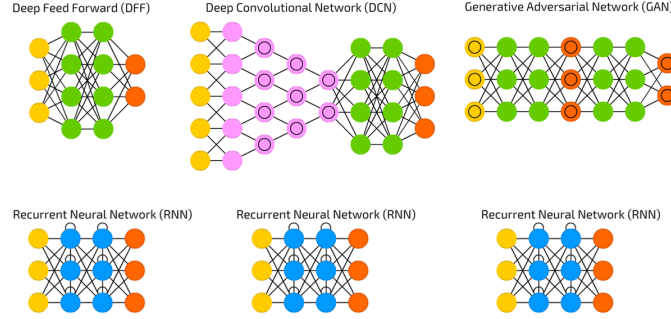 Deep Feed Forward (DFF)
Deep Convolutional Network (DCN)
Generative Adversarial Network (GAN)
Recurrent Neural Network (RNN)
Recurrent Neural Network (RNN)
Recurrent Neural Network (RNN)